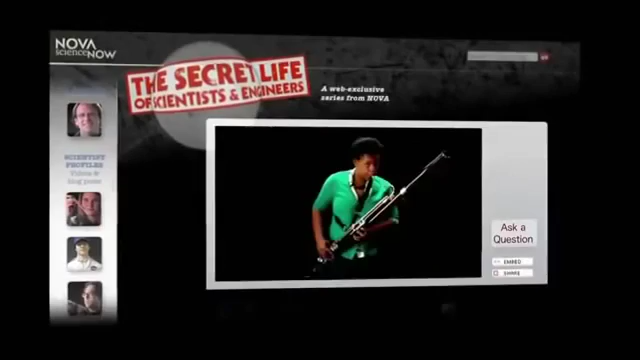 NOVA
scienceNOW
THE SECRET LIFE
OF SCIENTISTS & ENGINEERS
A web-exclusive
series from NOVA
SCIENTIST
PROFILES
Videos &
blog posts
Ask a
Question
EMBED
SHARE